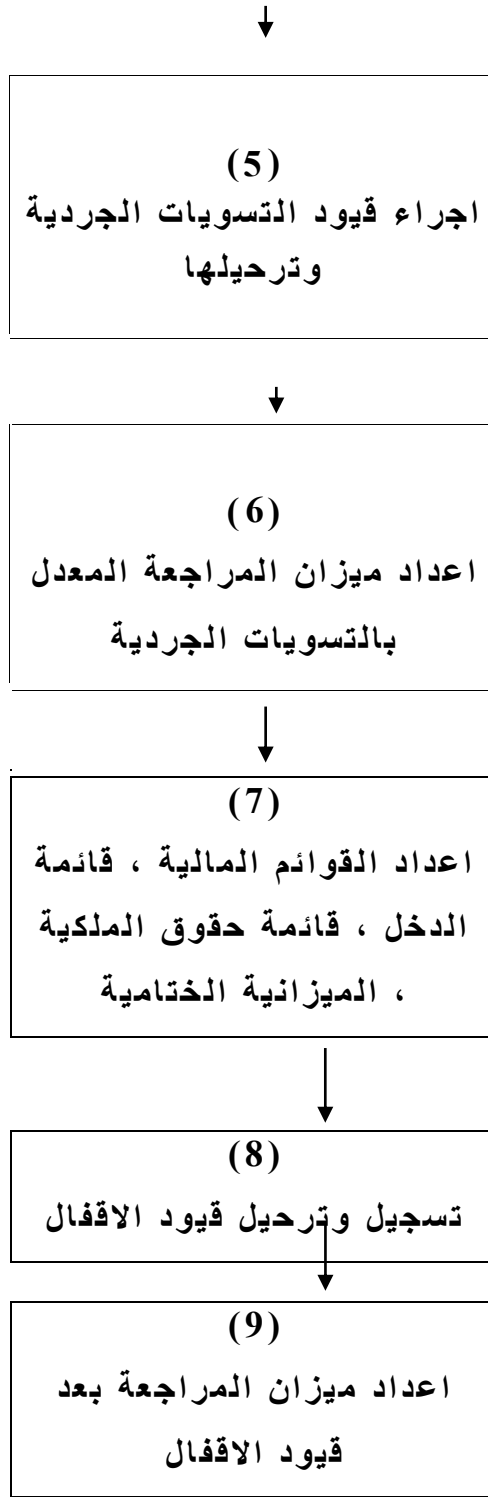 (5)
اجراء قيود التسويات الجردية
وترحيلها
(6)
اعداد ميزان المراجعة المعدل
بالتسويات الجردية
(7)
اعداد القوائم المالية ، قائمة
الدخل ، قائمة حقوق الملكية
، الميزانية الختامية
(8)
تسجيل وترحيل قيود الاقفال
(9)
اعداد ميزان المراجعة بعد
قيود الاقفال